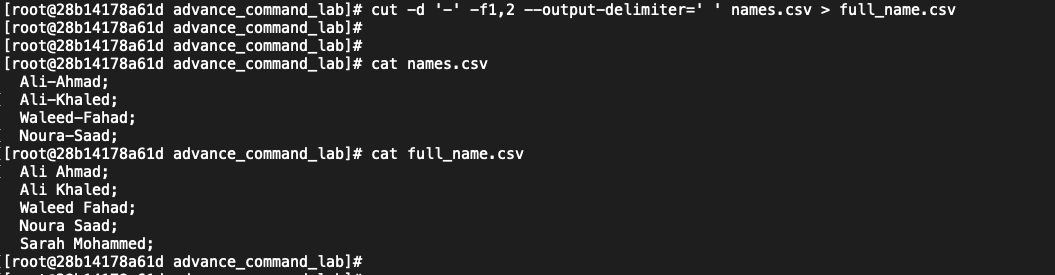 [root@28b14178a61d advance_command_lab]# cut -d '-' -f1,2 --output-delimiter=' ' names.csv > full_name.csv
[root@28b14178a61d advance_command_lab]#
[root@28b14178a61d advance_command_lab]#
[root@28b14178a61d advance_command_lab]# cat names.csv
Ali-Ahmad;
Ali-Khaled;
Waleed-Fahad;
Noura-Saad;
[root@28b14178a61d advance_command_lab]# cat full_name.csv
Ali Ahmad;
Ali Khaled;
Waleed Fahad;
Noura Saad;
Sarah Mohammed;
[root@28b14178a61d advance_command_lab]#